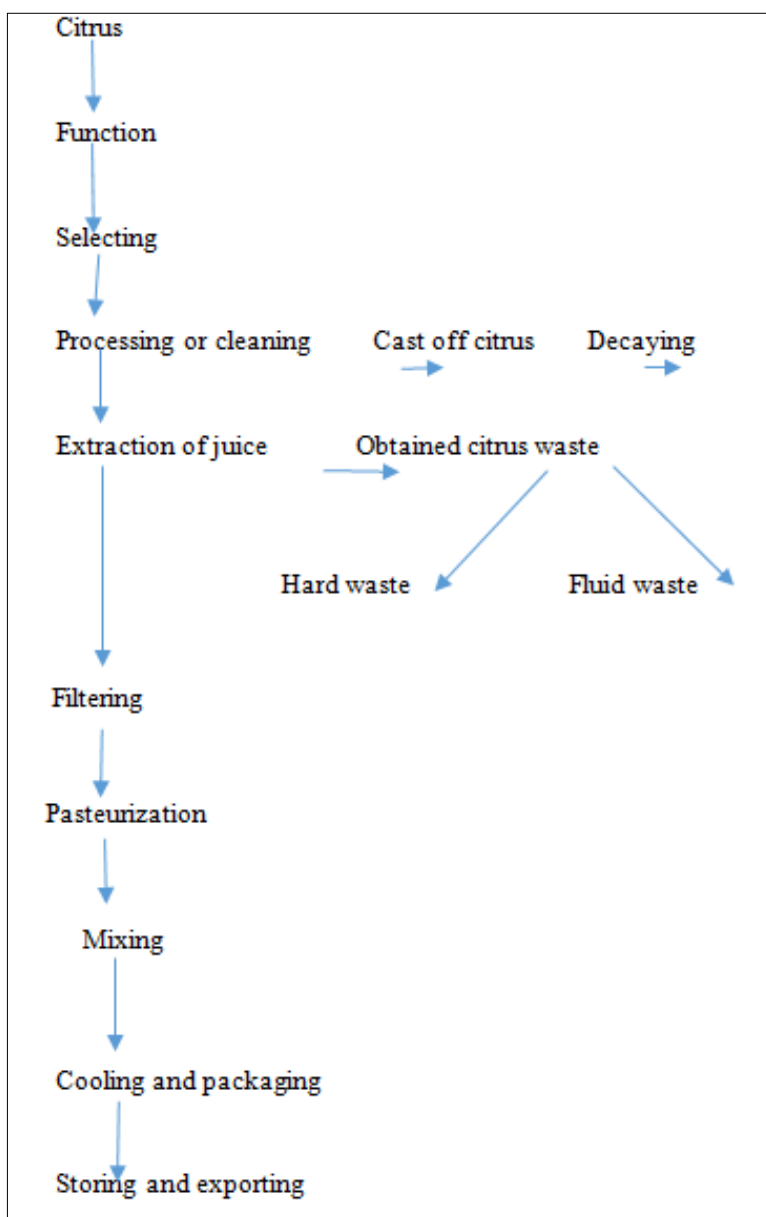 Citrus
Function
Selecting
Processing or cleaning Cast off citrus Decaying
Extraction of juice Obtained citrus waste
Hard waste Fluid waste
Filtering
Pasteurization
Mixing
Cooling and packaging
Storing and exporting